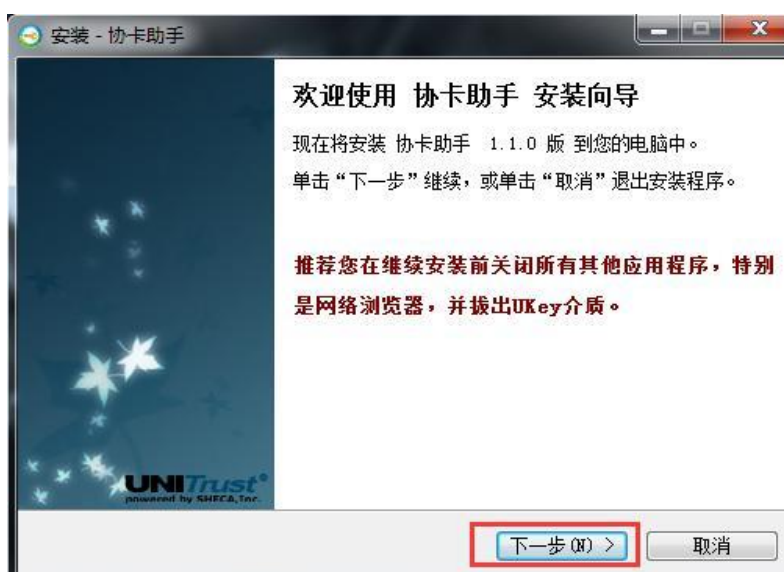 安装 - 协卡助手
欢迎使用 协卡助手 安装向导
现在将安装 协卡助手 1.1.0 版 到您的电脑中。
单击“下一步”继续，或单击“取消”退出安装程序。
推荐您在继续安装前关闭所有其他应用程序，特别
是网络浏览器，并拔出UKey介质。
UNITrust®
powered by SHECA,Inc.
下一步(N) >
取消